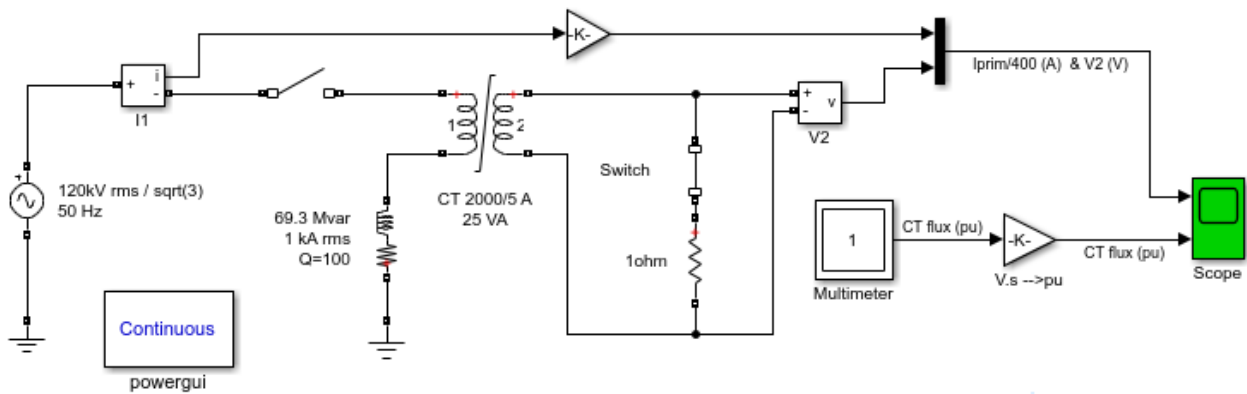 -K-
Iprim/400 (A) & V2 (V)
+
i
-
I1
1
2
+
-
v
V2
Switch
+
120kV rms / sqrt(3)
50 Hz
CT 2000/5 A
25 VA
69.3 Mvar
1 kA rms
Q=100
1ohm
1
Multimeter
CT flux (pu)
-K-
V.s -->pu
CT flux (pu)
Scope
Continuous
powergui